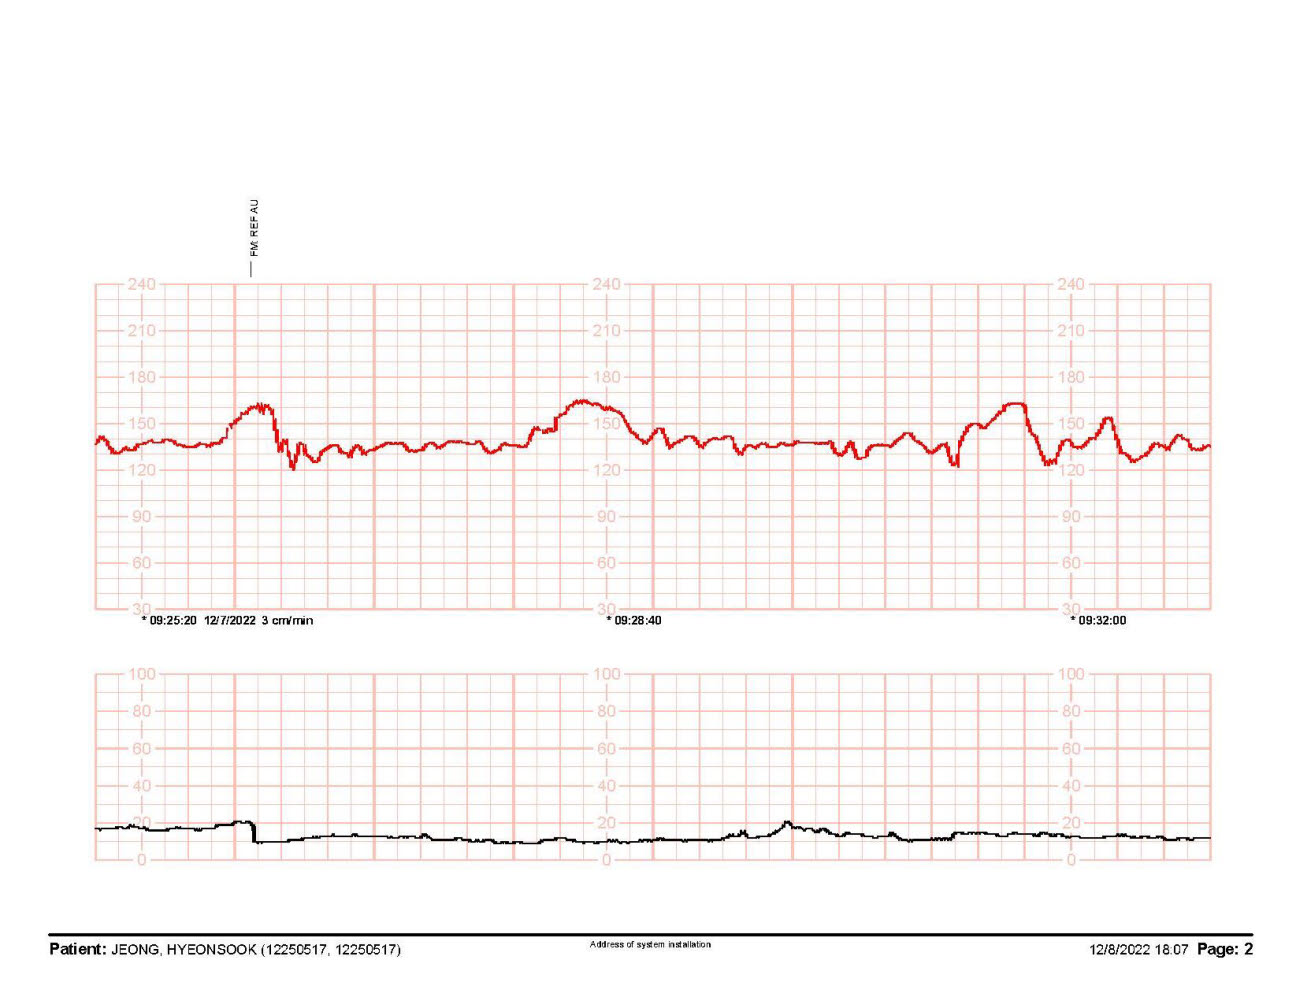 FM: REF AU
240 240 240
210 210 210
180 180 180
150 150 150
120 120 120
90 90 90
60 60 60
30 30 30
* 09:25:20 12/7/2022 3 cm/min * 09:28:40 * 09:32:00
100 100 100
80 80 80
60 60 60
40 40 40
20 20 20
0 0 0
Patient: JEONG, HYEONSOOK (12250517, 12250517) Address of system installation 12/8/2022 18:07 Page: 2